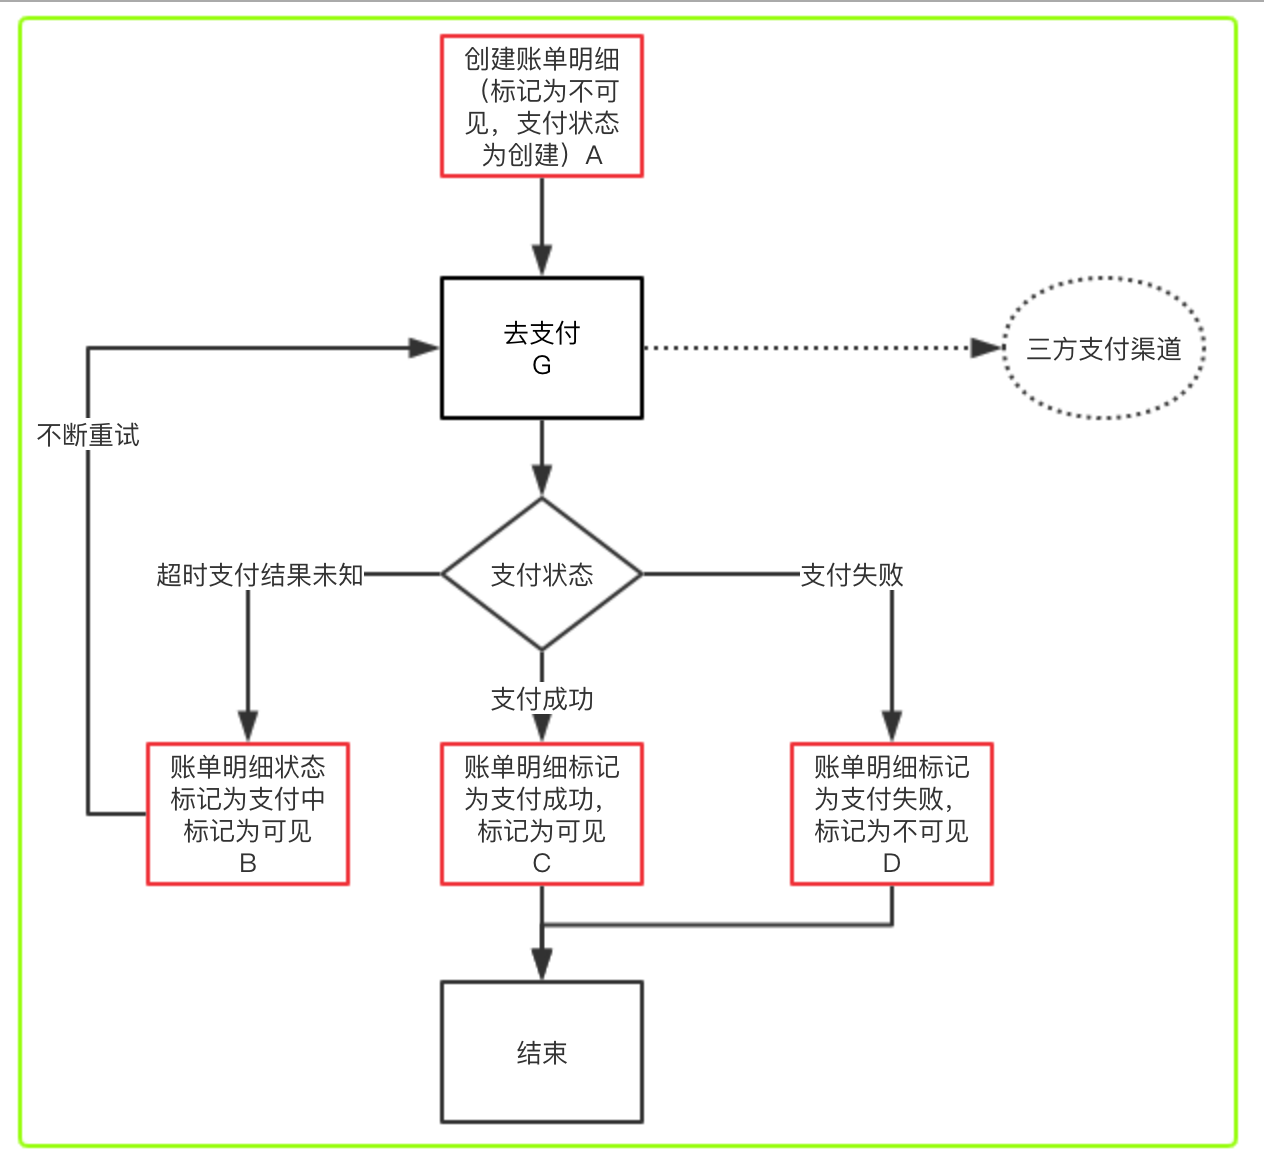 创建账单明细
（标记为不可
见，支付状态
为创建）A
去支付
G
三方支付渠道
不断重试
超时支付结果未知
支付状态
支付失败
支付成功
账单明细状态
标记为支付中
标记为可见
B
账单明细标记
为支付成功，
标记为可见
C
账单明细标记
为支付失败，
标记为不可见
D
结束